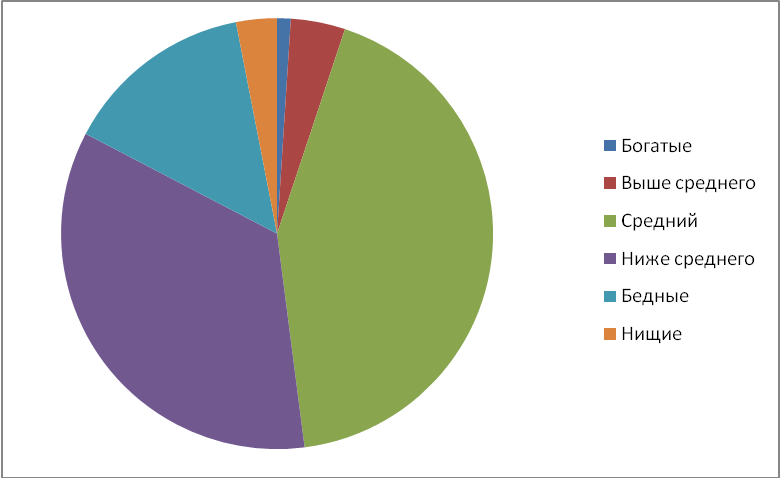 Богатые
Выше среднего
Средний
Ниже среднего
Бедные
Нищие